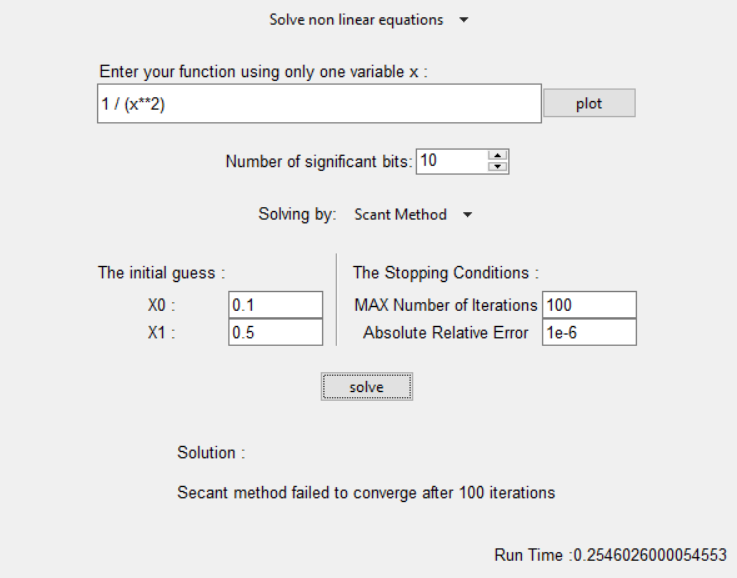 Solve non linear equations
Enter your function using only one variable x :
1 / (x**2)
plot
Number of significant bits: 10
Solving by: Scant Method
The initial guess :
X0 : 0.1
X1 : 0.5
The Stopping Conditions :
MAX Number of Iterations 100
Absolute Relative Error 1e-6
solve
Solution :
Secant method failed to converge after 100 iterations
Run Time :0.2546026000054553